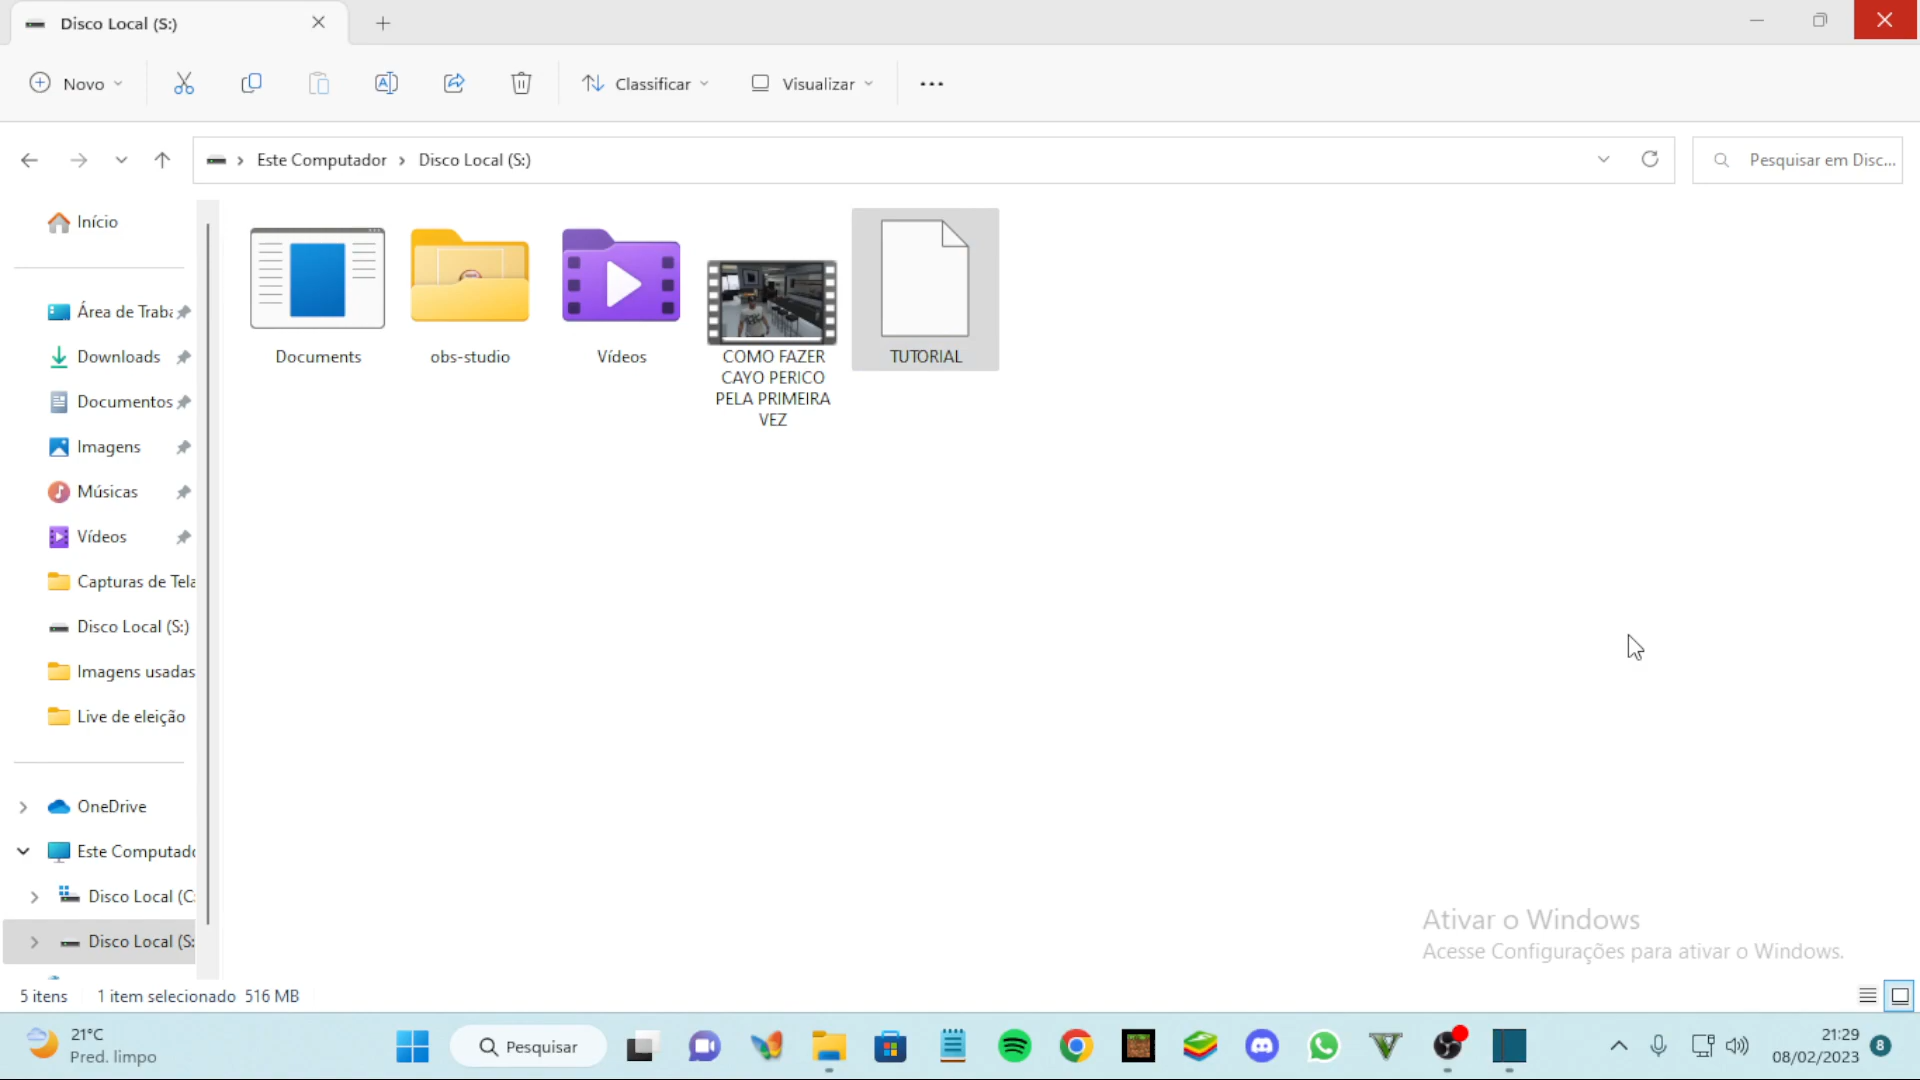 Disco Local (S:)
Novo
Classificar
Visualizar
Este Computador
Disco Local (S:)
Pesquisar em Disc...
Início
Área de Traba
Downloads
Documentos
Imagens
Músicas
Vídeos
Capturas de Tela
Disco Local (S:)
Imagens usadas
Live de eleição
OneDrive
Este Computado
Disco Local (C:
Disco Local (S:
Documents
obs-studio
Vídeos
COMO FAZER
CAYO PERICO
PELA PRIMEIRA
VEZ
TUTORIAL
Ativar o Windows
Acesse Configurações para ativar o Windows.
5 itens
1 item selecionado 516 MB
21°C
Pred. limpo
Pesquisar
21:29
08/02/2023
8